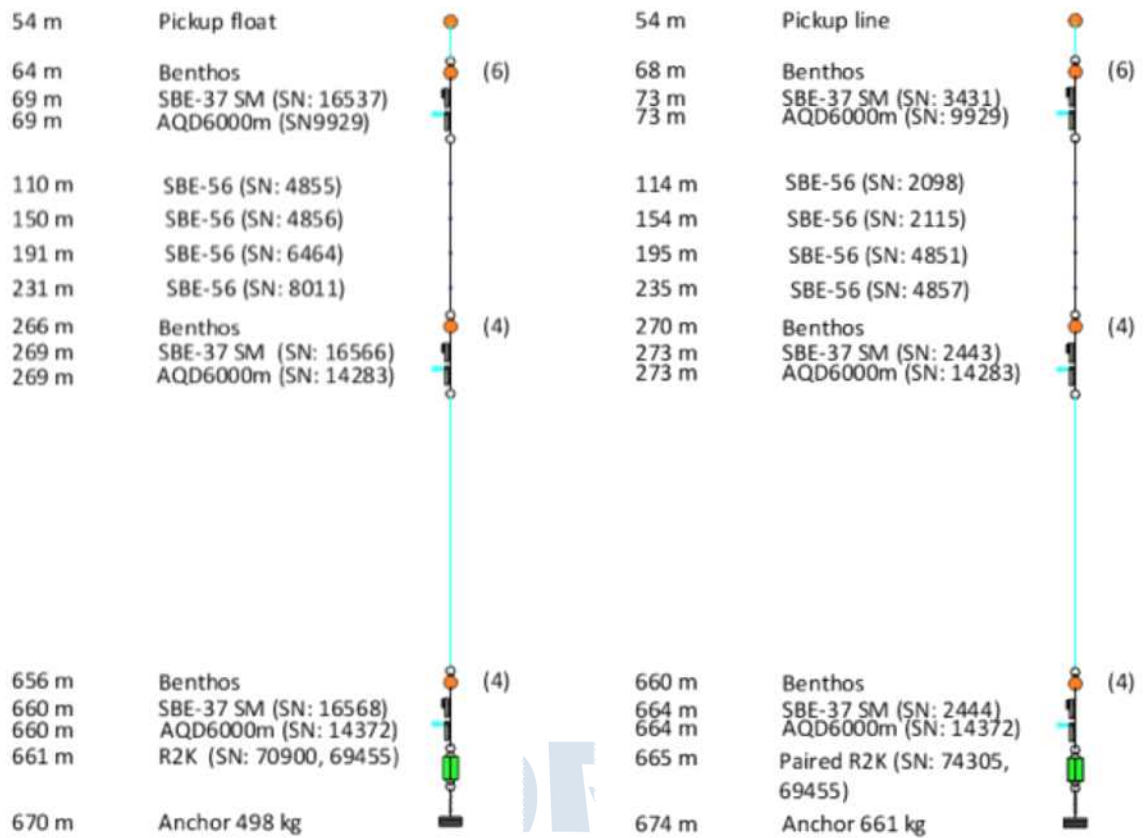 54 m Pickup float
64 m Benthos (6)
69 m SBE-37 SM (SN: 16537)
69 m AQD6000m (SN9929)
110 m SBE-56 (SN: 4855)
150 m SBE-56 (SN: 4856)
191 m SBE-56 (SN: 6464)
231 m SBE-56 (SN: 8011)
266 m Benthos (4)
269 m SBE-37 SM (SN: 16566)
269 m AQD6000m (SN: 14283)
656 m Benthos (4)
660 m SBE-37 SM (SN: 16568)
660 m AQD6000m (SN: 14372)
661 m R2K (SN: 70900, 69455)
670 m Anchor 498 kg
54 m Pickup line
68 m Benthos (6)
73 m SBE-37 SM (SN: 3431)
73 m AQD6000m (SN: 9929)
114 m SBE-56 (SN: 2098)
154 m SBE-56 (SN: 2115)
195 m SBE-56 (SN: 4851)
235 m SBE-56 (SN: 4857)
270 m Benthos (4)
273 m SBE-37 SM (SN: 2443)
273 m AQD6000m (SN: 14283)
660 m Benthos (4)
664 m SBE-37 SM (SN: 2444)
664 m AQD6000m (SN: 14372)
665 m Paired R2K (SN: 74305,
69455)
674 m Anchor 661 kg